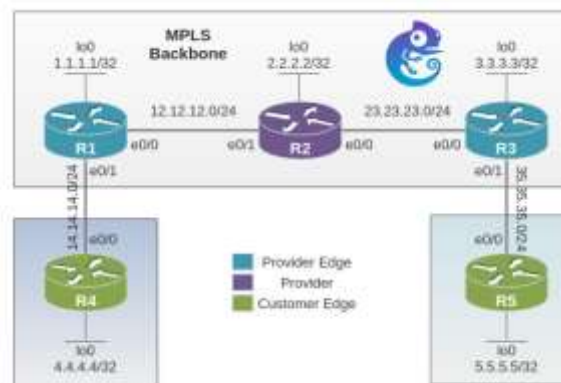 MPLS
Backbone
lo0
1.1.1.1/32
lo0
2.2.2.2/32
lo0
3.3.3.3/32
12.12.12.0/24
23.23.23.0/24
R1
e0/0
e0/1
R2
e0/0
e0/0
R3
e0/1
e0/1
14.14.14.0/24
35.35.35.0/24
e0/0
e0/0
R4
R5
Provider Edge
Provider
Customer Edge
lo0
4.4.4.4/32
lo0
5.5.5.5/32